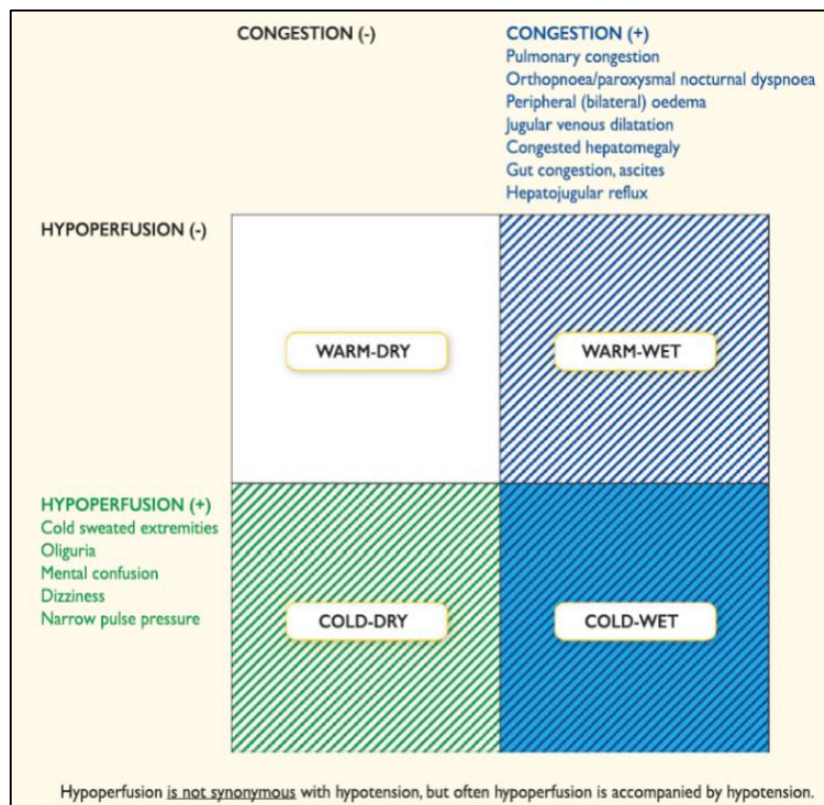 CONGESTION (-)
CONGESTION (+)
Pulmonary congestion
Orthopnoea/paroxysmal nocturnal dyspnoea
Peripheral (bilateral) oedema
Jugular venous dilatation
Congested hepatomegaly
Gut congestion, ascites
Hepatojugular reflux
HYPOPERFUSION (-)
WARM-DRY
WARM-WET
HYPOPERFUSION (+)
Cold sweated extremities
Oliguria
Mental confusion
Dizziness
Narrow pulse pressure
COLD-DRY
COLD-WET
Hypoperfusion is not synonymous with hypotension, but often hypoperfusion is accompanied by hypotension.